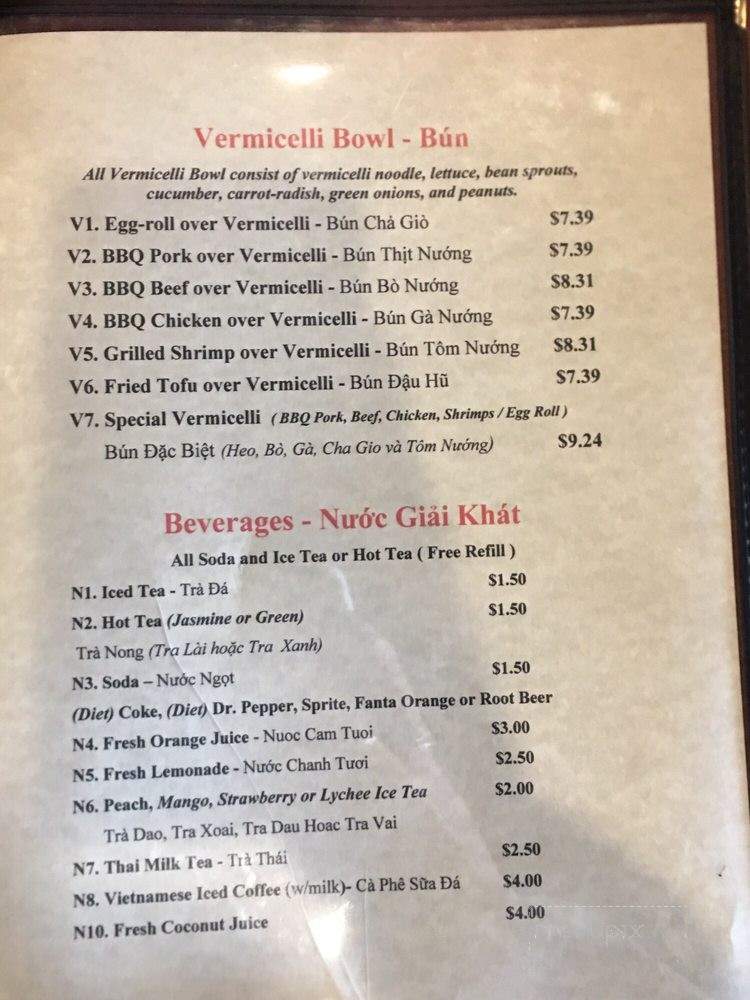 Vermicelli Bowl - Bún
All Vermicelli Bowl consist of vermicelli noodle, lettuce, bean sprouts,
cucumber, carrot-radish, green onions, and peanuts.
V1. Egg-roll over Vermicelli - Bún Chả Giò $7.39
V2. BBQ Pork over Vermicelli - Bún Thịt Nướng $7.39
V3. BBQ Beef over Vermicelli - Bún Bò Nướng $8.31
V4. BBQ Chicken over Vermicelli - Bún Gà Nướng $7.39
V5. Grilled Shrimp over Vermicelli - Bún Tôm Nướng $8.31
V6. Fried Tofu over Vermicelli - Bún Đậu Hũ $7.39
V7. Special Vermicelli ( BBQ Pork, Beef, Chicken, Shrimps / Egg Roll )
Bún Đặc Biệt (Heo, Bò, Gà, Cha Gio và Tôm Nướng) $9.24
Beverages - Nước Giải Khát
All Soda and Ice Tea or Hot Tea ( Free Refill )
N1. Iced Tea - Trà Đá $1.50
N2. Hot Tea (Jasmine or Green) $1.50
Trà Nong (Tra Lài hoặc Tra Xanh)
N3. Soda – Nước Ngọt $1.50
(Diet) Coke, (Diet) Dr. Pepper, Sprite, Fanta Orange or Root Beer
N4. Fresh Orange Juice - Nuoc Cam Tuoi $3.00
N5. Fresh Lemonade - Nước Chanh Tươi $2.50
N6. Peach, Mango, Strawberry or Lychee Ice Tea $2.00
Trà Dao, Tra Xoai, Tra Dau Hoac Tra Vai
N7. Thai Milk Tea - Trà Thái $2.50
N8. Vietnamese Iced Coffee (w/milk)- Cà Phê Sữa Đá $4.00
N10. Fresh Coconut Juice $4.00